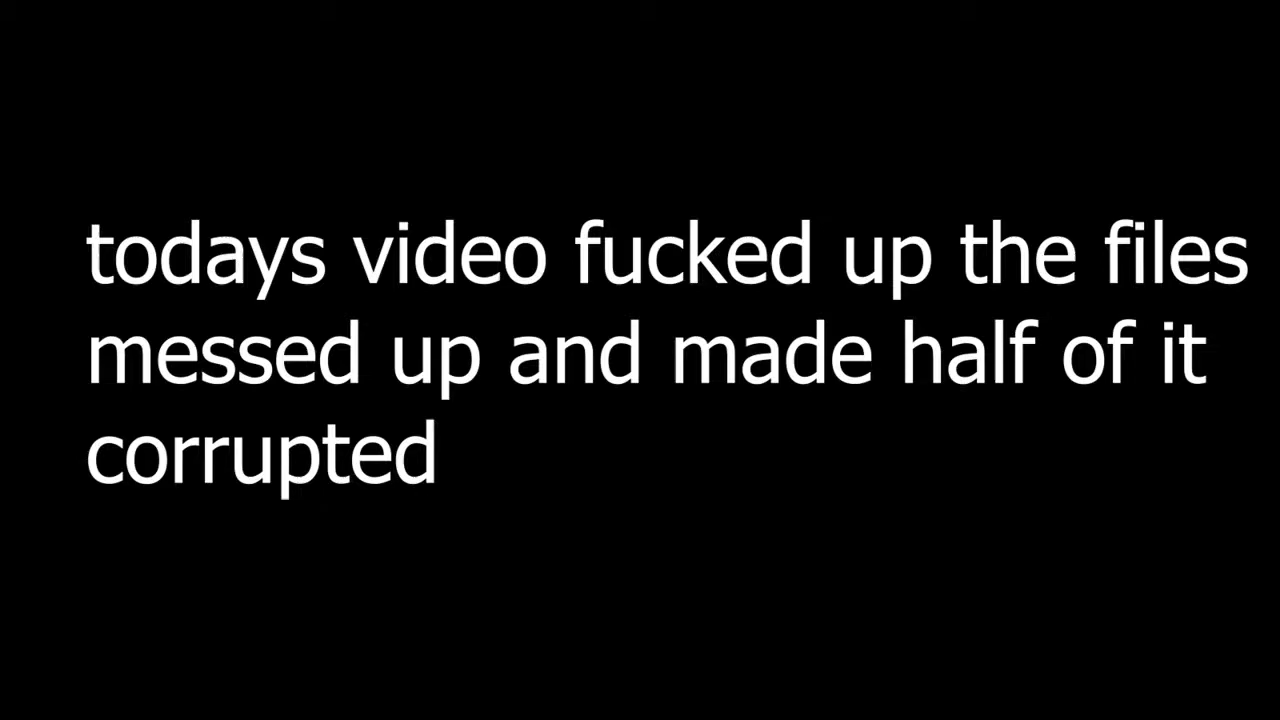 todays video fucked up the files
messed up and made half of it
corrupted